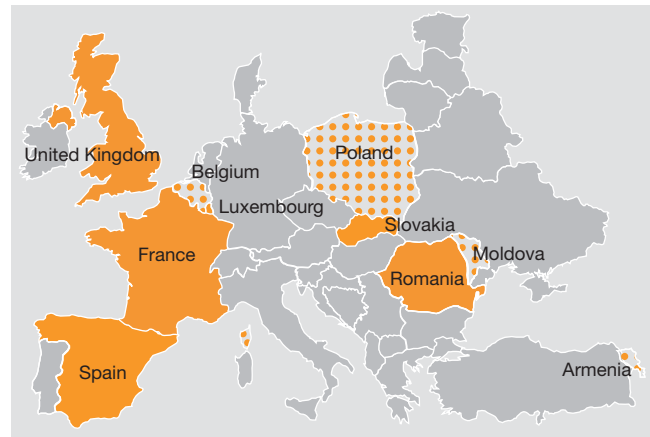 United Kingdom
Belgium
Poland
Luxembourg
Slovakia
France
Moldova
Romania
Spain
Armenia